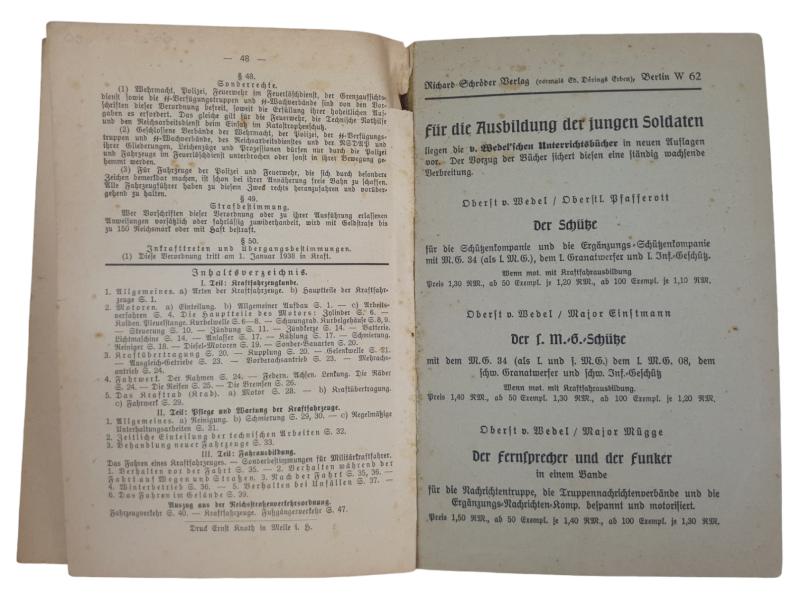 — 48 —
§ 48.
Sonderrechte.
(1) Wehrmacht, Polizei, Feuerwehr im Feuerlöschdienst, der Grenzaufsichts-
dienst sowie die SS-Verfügungstruppen und SS-Wachverbände sind von den Vor-
schriften dieser Verordnung befreit, soweit die Erfüllung ihrer hoheitlichen Auf-
gaben es erfordert. Das gleiche gilt für die Feuerwehr, die Technische Nothilfe
und den Reichsarbeitsdienst beim Einsatz im Katastrophenschutz.
(2) Geschlossene Verbände der Wehrmacht, der Polizei, der SS-Verfügungs-
truppen und SS-Wachverbände, des Reichsarbeitsdienstes und der NSDAP und
ihrer Gliederungen, Leichenzüge und Prozessionen dürfen nur durch die Polizei
und Fahrzeuge im Feuerlöschdienst unterbrochen oder sonst in ihrer Bewegung ge-
hemmt werden.
(3) Für Fahrzeuge der Polizei und Feuerwehr, die sich durch besondere
Zeichen bemerkbar machen, ist schon bei ihrer Annäherung freie Bahn zu schaffen.
Alle Fahrzeugführer haben zu diesem Zweck rechts heranzufahren und vorüber-
gehend zu halten.
§ 49.
Strafbestimmung.
Wer Vorschriften dieser Verordnung oder zu ihrer Ausführung erlassenen
Anweisungen vorsätzlich oder fahrlässig zuwiderhandelt, wird mit Geldstrafe bis
zu 150 Reichsmark oder mit Haft bestraft.
§ 50.
Inkrafttreten und Übergangsbestimmungen.
(1) Diese Verordnung tritt am 1. Januar 1938 in Kraft.
Inhaltsverzeichnis.
I. Teil: Kraftfahrzeugkunde.
1. Allgemeines. a) Arten der Kraftfahrzeuge. b) Hauptteile der Kraftfahr-
zeuge S. 1.
2. Motoren. a) Einteilung. b) Allgemeiner Aufbau S. 1. — c) Arbeits-
verfahren S. 4. Die Hauptteile des Motors: Zylinder S. 6. —
Kolben. Pleuelstange. Kurbelwelle S. 6—8. — Schwungrad. Kurbelgehäuse S. 8, 9.
— Steuerung S. 10. — Zündung S. 11. — Zündkerze S. 14. — Batterie.
Lichtmaschine S. 14. — Anlasser S. 17. — Kühlung S. 17. — Schmierung.
Reiniger S. 18. — Diesel-Motoren S. 19. — Sonder-Bauarten S. 20.
3. Kraftübertragung S. 20. — Kupplung S. 20. — Gelenkwelle S. 21.
— Ausgleich-Getriebe S. 23. — Vorderachsantrieb S. 23. — Mehrachs-
antrieb S. 24.
4. Fahrwerk. Der Rahmen S. 24. — Federn. Achsen. Lenkung. Die Räder
S. 24. — Die Reifen S. 25. Die Bremsen S. 26.
5. Das Kraftrad (Krad). a) Motor S. 28. — b) Kraftübertragung.
c) Fahrwerk S. 29.
II. Teil: Pflege und Wartung der Kraftfahrzeuge.
1. Allgemeines. a) Reinigung. b) Schmierung S. 29, 30. — c) Regelmäßige
Unterhaltungsarbeiten S. 31.
2. Zeitliche Einteilung der technischen Arbeiten S. 32.
3. Behandlung neuer Fahrzeuge S. 33.
III. Teil: Fahrausbildung.
Das Fahren eines Kraftfahrzeuges. — Sonderbestimmungen für Militärkraftfahrer.
1. Verhalten vor der Fahrt S. 35. — 2. Verhalten während der
Fahrt auf Wegen und Straßen. 3. Nach der Fahrt S. 35, 36. —
4. Winterbetrieb S. 36. — 5. Verhalten bei Unfällen S. 37. —
6. Das Fahren im Gelände S. 39.
Auszug aus der Reichsstraßenverkehrsordnung.
Fahrzeugverkehr S. 40. — Kraftfahrzeuge. Fußgängerverkehr S. 47.
Druck Ernst Knoth in Melle i. H.
Richard Schröder Verlag (vormals Ed. Dörings Erben), Berlin W 62
Für die Ausbildung der jungen Soldaten
liegen die v. Wedel'schen Unterrichtsbücher in neuen Auflagen
vor. Der Vorzug der Bücher sichert diesen eine ständig wachsende
Verbreitung.
Oberst v. Wedel / Oberstl. Pfafferott
Der Schütze
für die Schützenkompanie und die Ergänzungs-Schützenkompanie
mit M.G. 34 (als l. M.G.), dem l. Granatwerfer und l. Inf.-Geschütz.
Wenn mot. mit Kraftfahrausbildung
Preis 1,30 RM., ab 50 Exempl. je 1,20 RM., ab 100 Exempl. je 1,10 RM.
Oberst v. Wedel / Major Einstmann
Der s. M.-G.-Schütze
mit dem M.G. 34 (als l. und s. M.G.) dem s. M.G. 08, dem
schw. Granatwerfer und schw. Inf.-Geschütz
Wenn mot. mit Kraftfahrausbildung.
Preis 1,40 RM., ab 50 Exempl. 1,30 RM., ab 100 Exempl. je 1,20 RM.
Oberst v. Wedel / Major Mügge
Der Fernsprecher und der Funker
in einem Bande
für die Nachrichtentruppe, die Truppennachrichtenverbände und die
Ergänzungs-Nachrichten-Komp. bespannt und motorisiert.
Preis 1,50 RM., ab 50 Exempl. je 1,40 RM., ab 100 Exempl. je 1,30 RM.